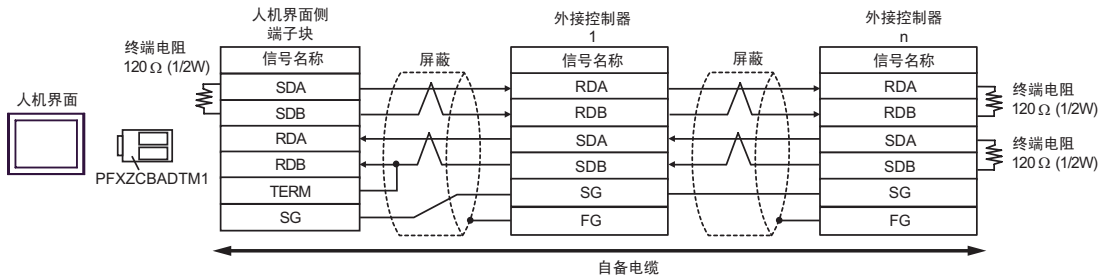 人机界面
PFXZCBADTM1
终端电阻
120 Ω (1/2W)
人机界面侧
端子块
信号名称
SDA
SDB
RDA
RDB
TERM
SG
屏蔽
外接控制器
1
信号名称
RDA
RDB
SDA
SDB
SG
FG
屏蔽
外接控制器
n
信号名称
RDA
RDB
SDA
SDB
SG
FG
终端电阻
120 Ω (1/2W)
终端电阻
120 Ω (1/2W)
自备电缆